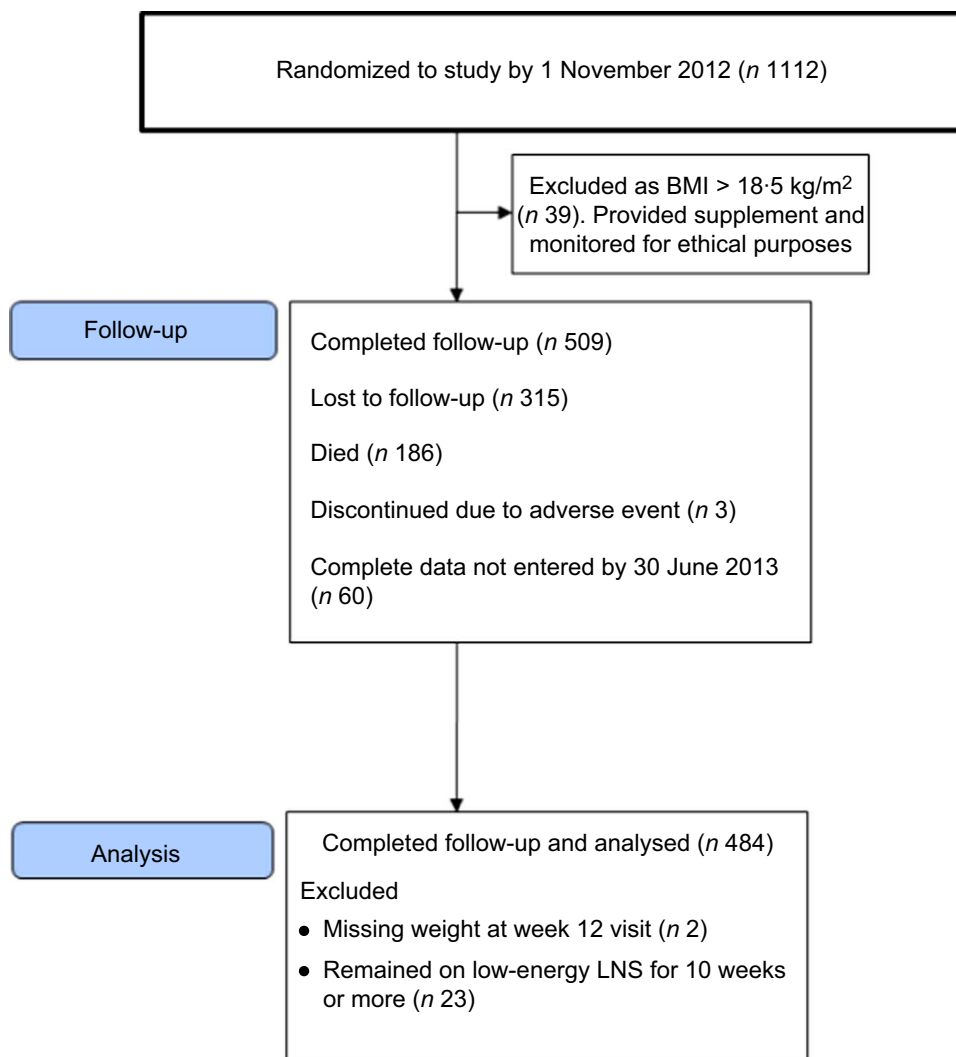 Randomized to study by 1 November 2012 (n 1112)
Excluded as BMI > 18·5 kg/m²
(n 39). Provided supplement and
monitored for ethical purposes
Follow-up
Completed follow-up (n 509)
Lost to follow-up (n 315)
Died (n 186)
Discontinued due to adverse event (n 3)
Complete data not entered by 30 June 2013
(n 60)
Analysis
Completed follow-up and analysed (n 484)
Excluded
● Missing weight at week 12 visit (n 2)
● Remained on low-energy LNS for 10 weeks
or more (n 23)